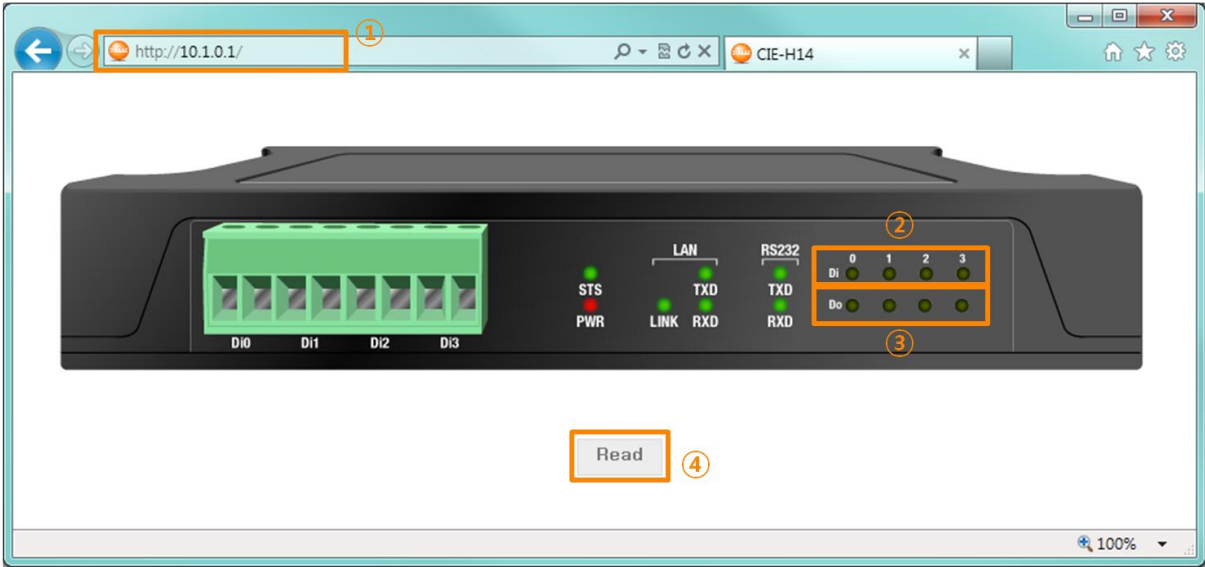 ①
http://10.1.0.1/
CIE-H14
②
LAN
RS232
0 1 2 3
Di
STS
TXD
TXD
Do
PWR
LINK RXD
RXD
③
Di0 Di1 Di2 Di3
Read
④
100%